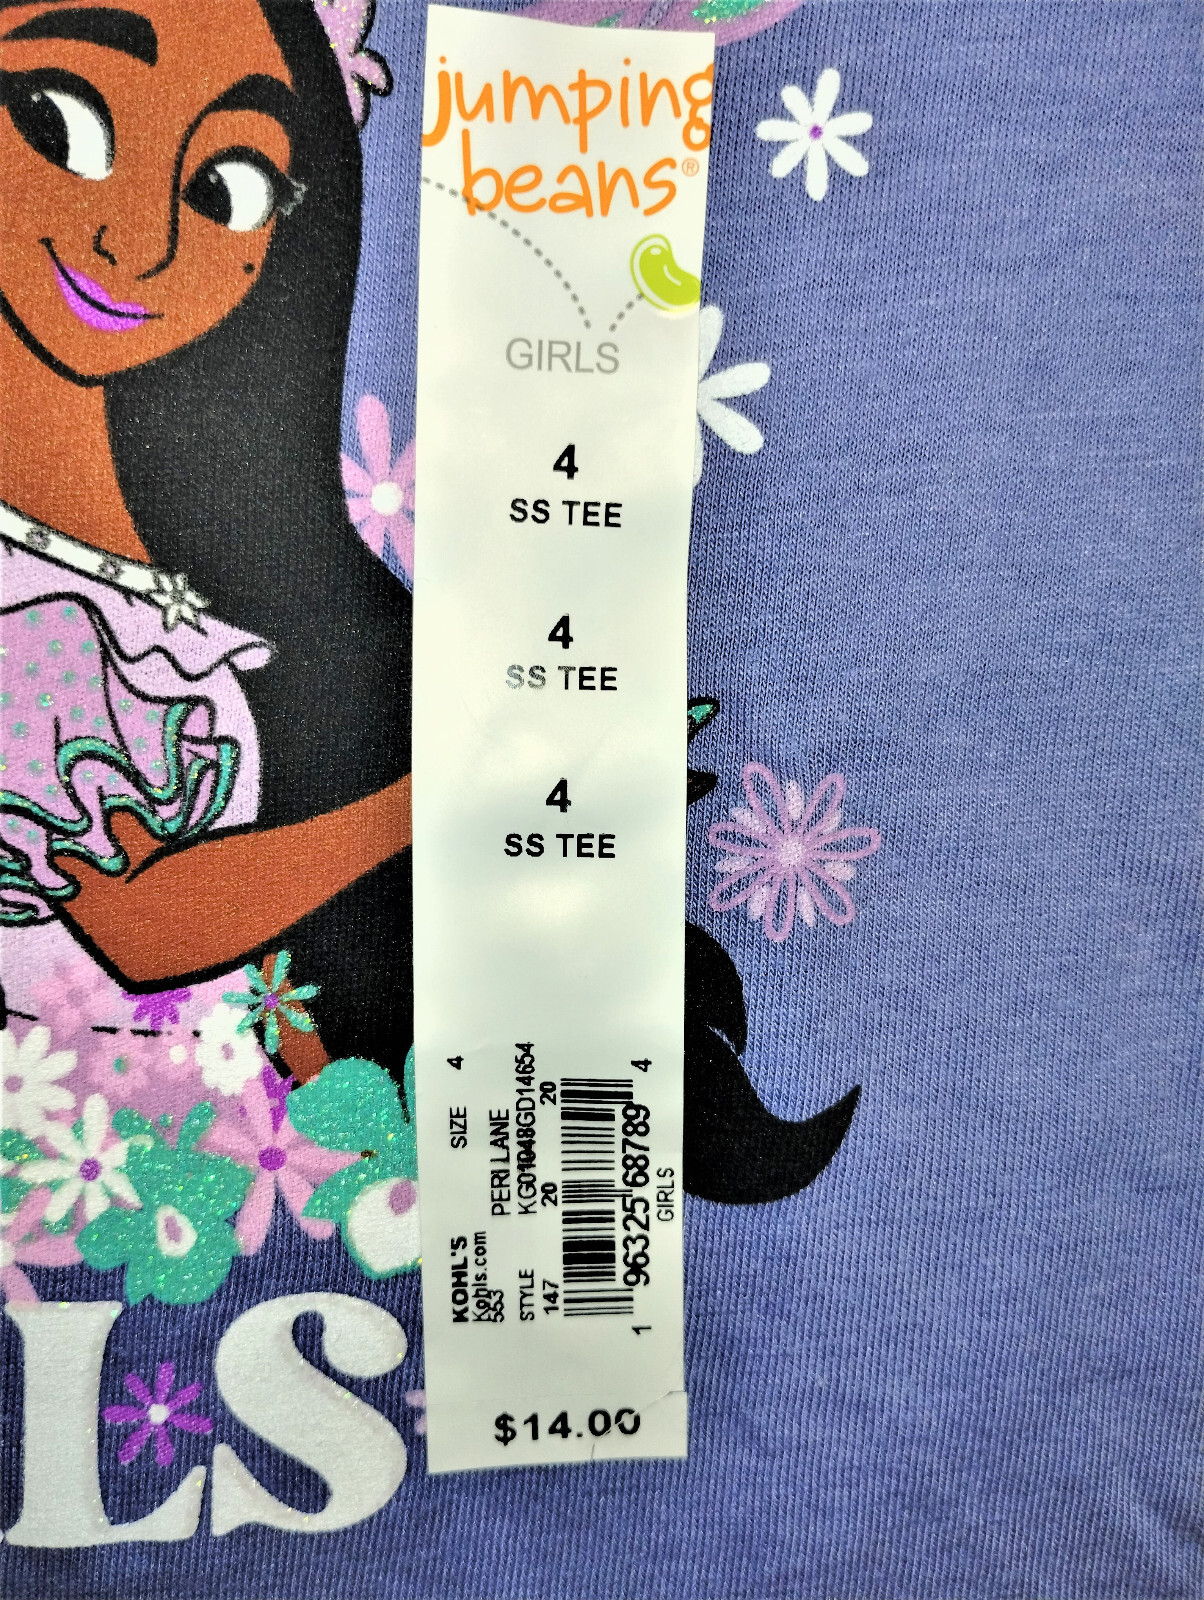 jumping
beans®
GIRLS
4
SS TEE
4
SS TEE
4
SS TEE
KOHL'S
Kohls.com
553
SIZE 4
PERI LANE
STYLE KG01048GD14654
147 20 20
1 96325 68789 4
GIRLS
$14.00
LS